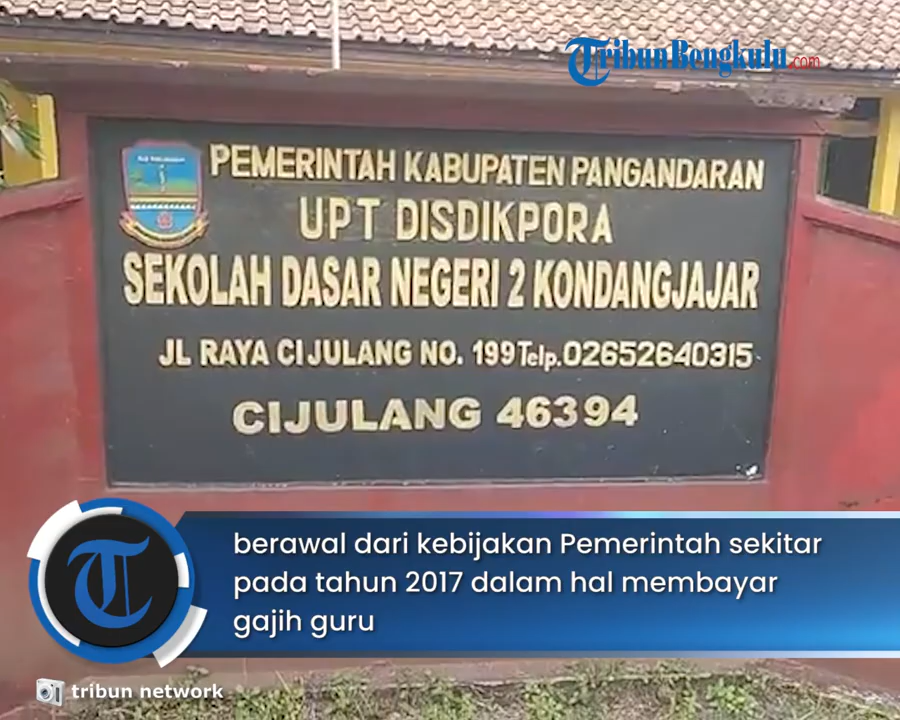 TribunBengkulu.com
PEMERINTAH KABUPATEN PANGANDARAN
UPT DISDIKPORA
SEKOLAH DASAR NEGERI 2 KONDANGJAJAR
JL RAYA CIJULANG NO. 199 Telp. 02652640315
CIJULANG 46394
berawal dari kebijakan Pemerintah sekitar
pada tahun 2017 dalam hal membayar
gajih guru
T
tribun network